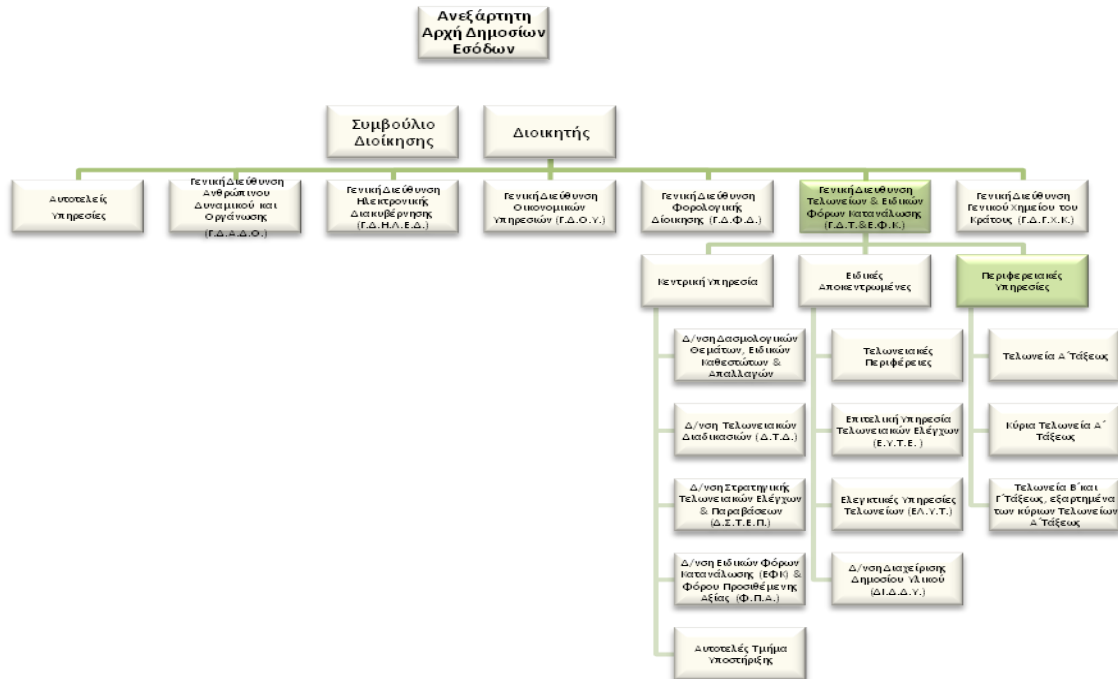 Ανεξάρτητη
Αρχή Δημοσίων
Εσόδων
Συμβούλιο
Διοίκησης
Διοικητής
Αυτοτελείς
Υπηρεσίες
Γενική Διεύθυνση
Ανθρώπινου
Δυναμικού και
Οργάνωσης
(Γ.Δ.Α.Δ.Ο.)
Γενική Διεύθυνση
Ηλεκτρονικής
Διακυβέρνησης
(Γ.Δ.Η.Λ.Ε.Δ.)
Γενική Διεύθυνση
Οικονομικών
Υπηρεσιών (Γ.Δ.Ο.Υ.)
Γενική Διεύθυνση
Φορολογικής
Δίοικησης (Γ.Δ.Φ.Δ.)
Γενική Διευθυνση
Τελωνείων & Ειδικών
Φόρων Κατανάλωσης
(Γ.Δ.Τ.&Ε.Φ.Κ.)
Γενική Διεύθυνση
Γενικού Χημείου του
Κράτους (Γ.Δ.Γ.Χ.Κ.)
Κεντρική Υπηρεσία
Ειδικές
Αποκεντρωμένες
Περιφερειακές
Υπηρεσίες
Δ/νση Δασμολογικών
Θεμάτων, Ειδικών
Καθεστώτων &
Απαλλαγών
Δ/νση Τελωνειακών
Διαδικασιών (Δ.Τ.Δ.)
Δ/νση Στρατηγικής
Τελωνειακών Ελέγχων
& Παραβάσεων
(Δ.Σ.Τ.Ε.Π.)
Δ/νση Ειδικών Φόρων
Κατανάλωσης (ΕΦΚ) &
Φόρου Προσιθέμενης
Αξίας (Φ.Π.Α.)
Αυτοτελές Τμήμα
Υποστήριξης
Τελωνειακές
Περιφέρειες
Επιτελική Υπηρεσία
Τελωνειακών Ελέγχων
(Ε.Υ.Τ.Ε. )
Ελεγκτικές Υπηρεσίες
Τελωνείων (ΕΛ.Υ.Τ.)
Δ/νση Διαχείρισης
Δημοσίου Υλικού
(ΔΙ.Δ.Δ.Υ.)
Τελωνεία Α΄Τάξεως
Κύρια Τελωνεία Α΄
Τάξεως
Τελωνεία Β΄και
Γ΄Τάξεως, εξαρτημένα
των κύριων Τελωνείων
Α΄Τάξεως